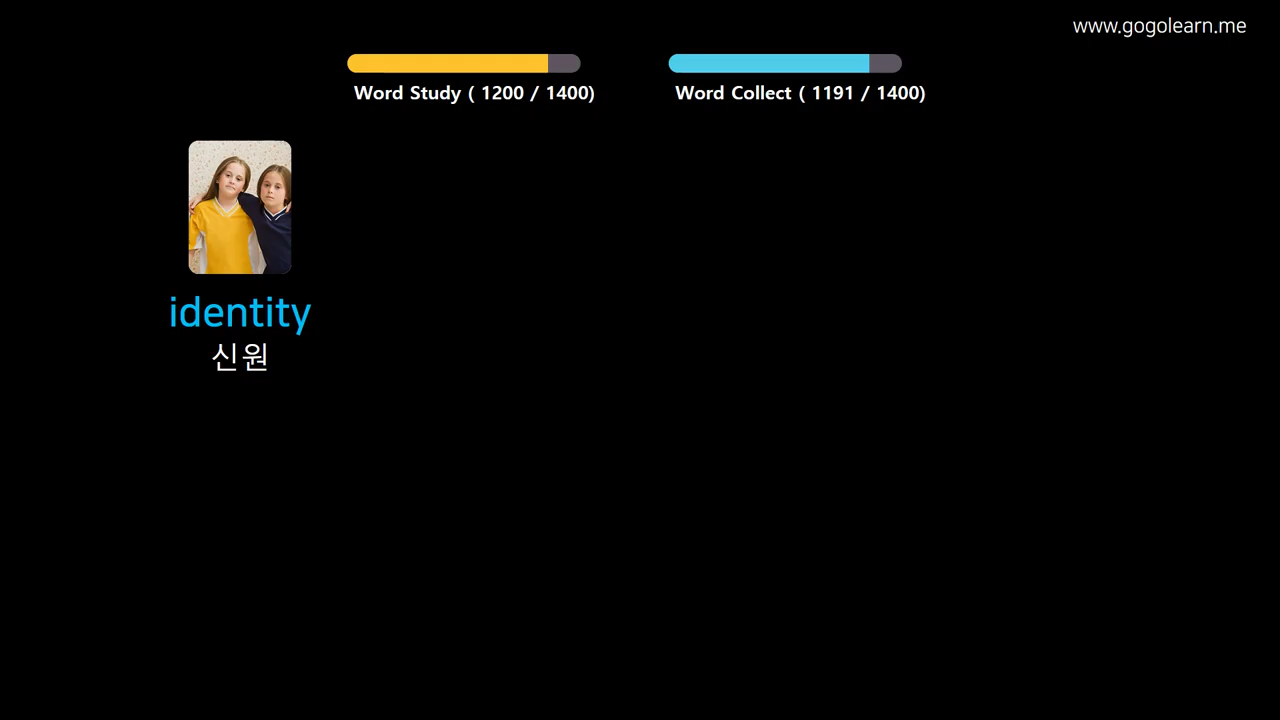 www.gogolearn.me
Word Study ( 1200 / 1400)
Word Collect ( 1191 / 1400)
identity
신원